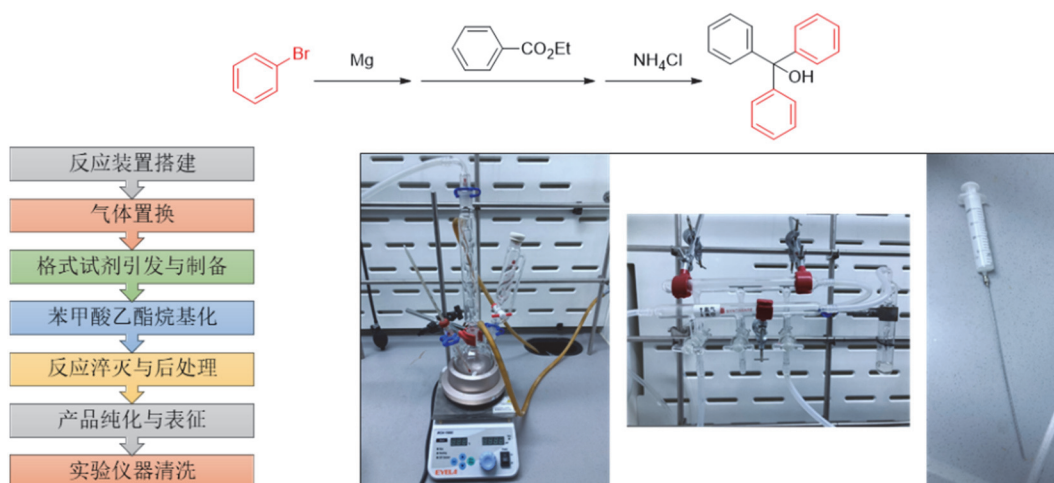 Br
Mg
CO₂Et
NH₄Cl
OH
反应装置搭建
气体置换
格式试剂引发与制备
苯甲酸乙酯烷基化
反应淬灭与后处理
产品纯化与表征
实验仪器清洗
EYELA